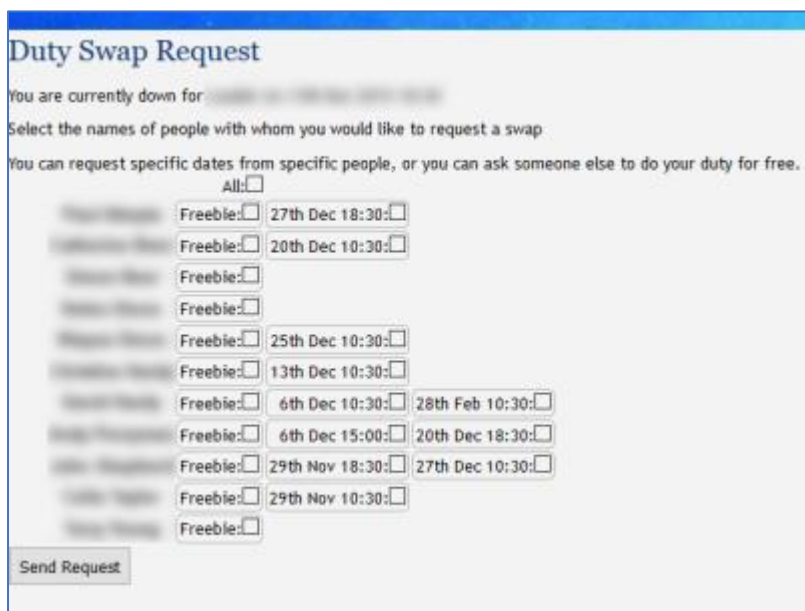 Duty Swap Request
You are currently down for
Select the names of people with whom you would like to request a swap
You can request specific dates from specific people, or you can ask someone else to do your duty for free.
All:
Freebie: 27th Dec 18:30:
Freebie: 20th Dec 10:30:
Freebie:
Freebie:
Freebie: 25th Dec 10:30:
Freebie: 13th Dec 10:30:
Freebie: 6th Dec 10:30: 28th Feb 10:30:
Freebie: 6th Dec 15:00: 20th Dec 18:30:
Freebie: 29th Nov 18:30: 27th Dec 10:30:
Freebie: 29th Nov 10:30:
Freebie:
Send Request